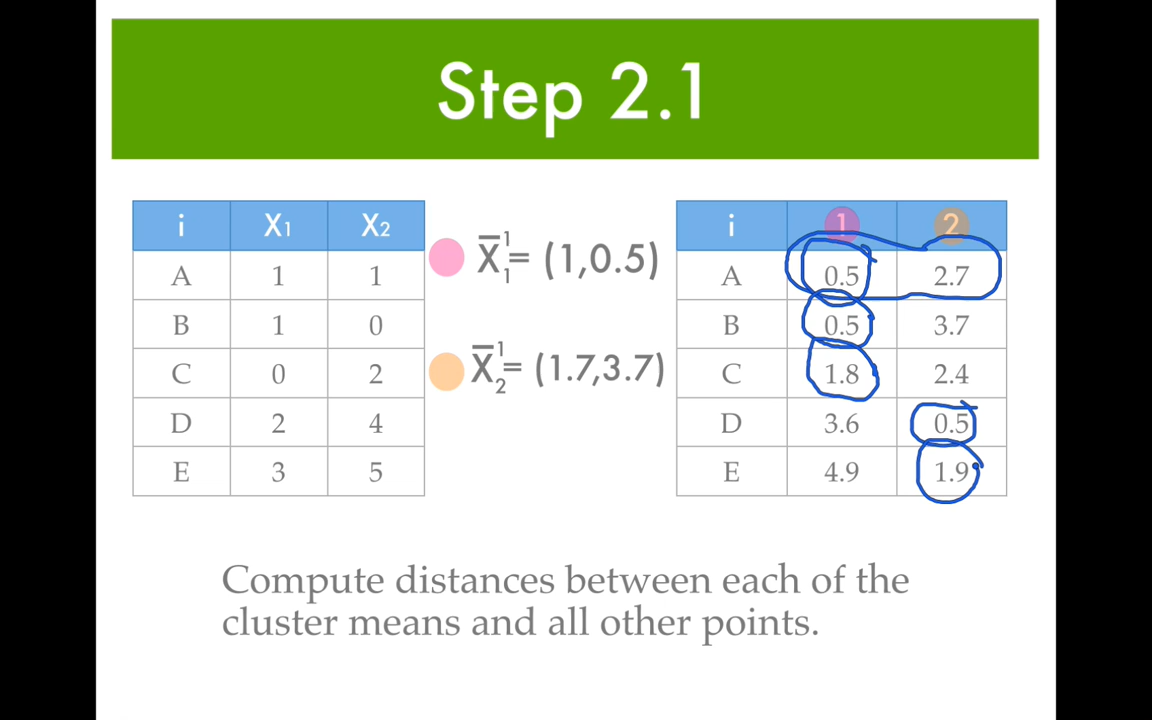 Step 2.1
i X₁ X₂
A 1 1
B 1 0
C 0 2
D 2 4
E 3 5
X̄₁¹= (1,0.5)
X̄₂¹= (1.7,3.7)
i 1 2
A 0.5 2.7
B 0.5 3.7
C 1.8 2.4
D 3.6 0.5
E 4.9 1.9
Compute distances between each of the
cluster means and all other points.